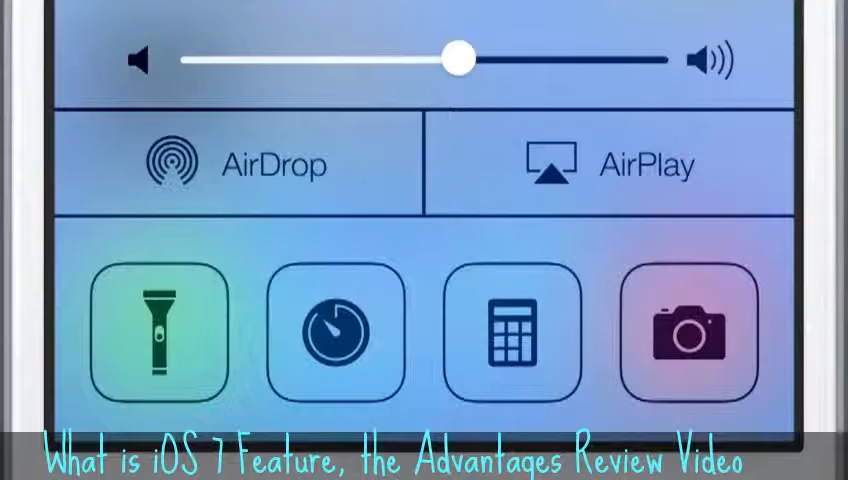 AirDrop
AirPlay
What is iOS 7 Feature, the Advantages Review Video